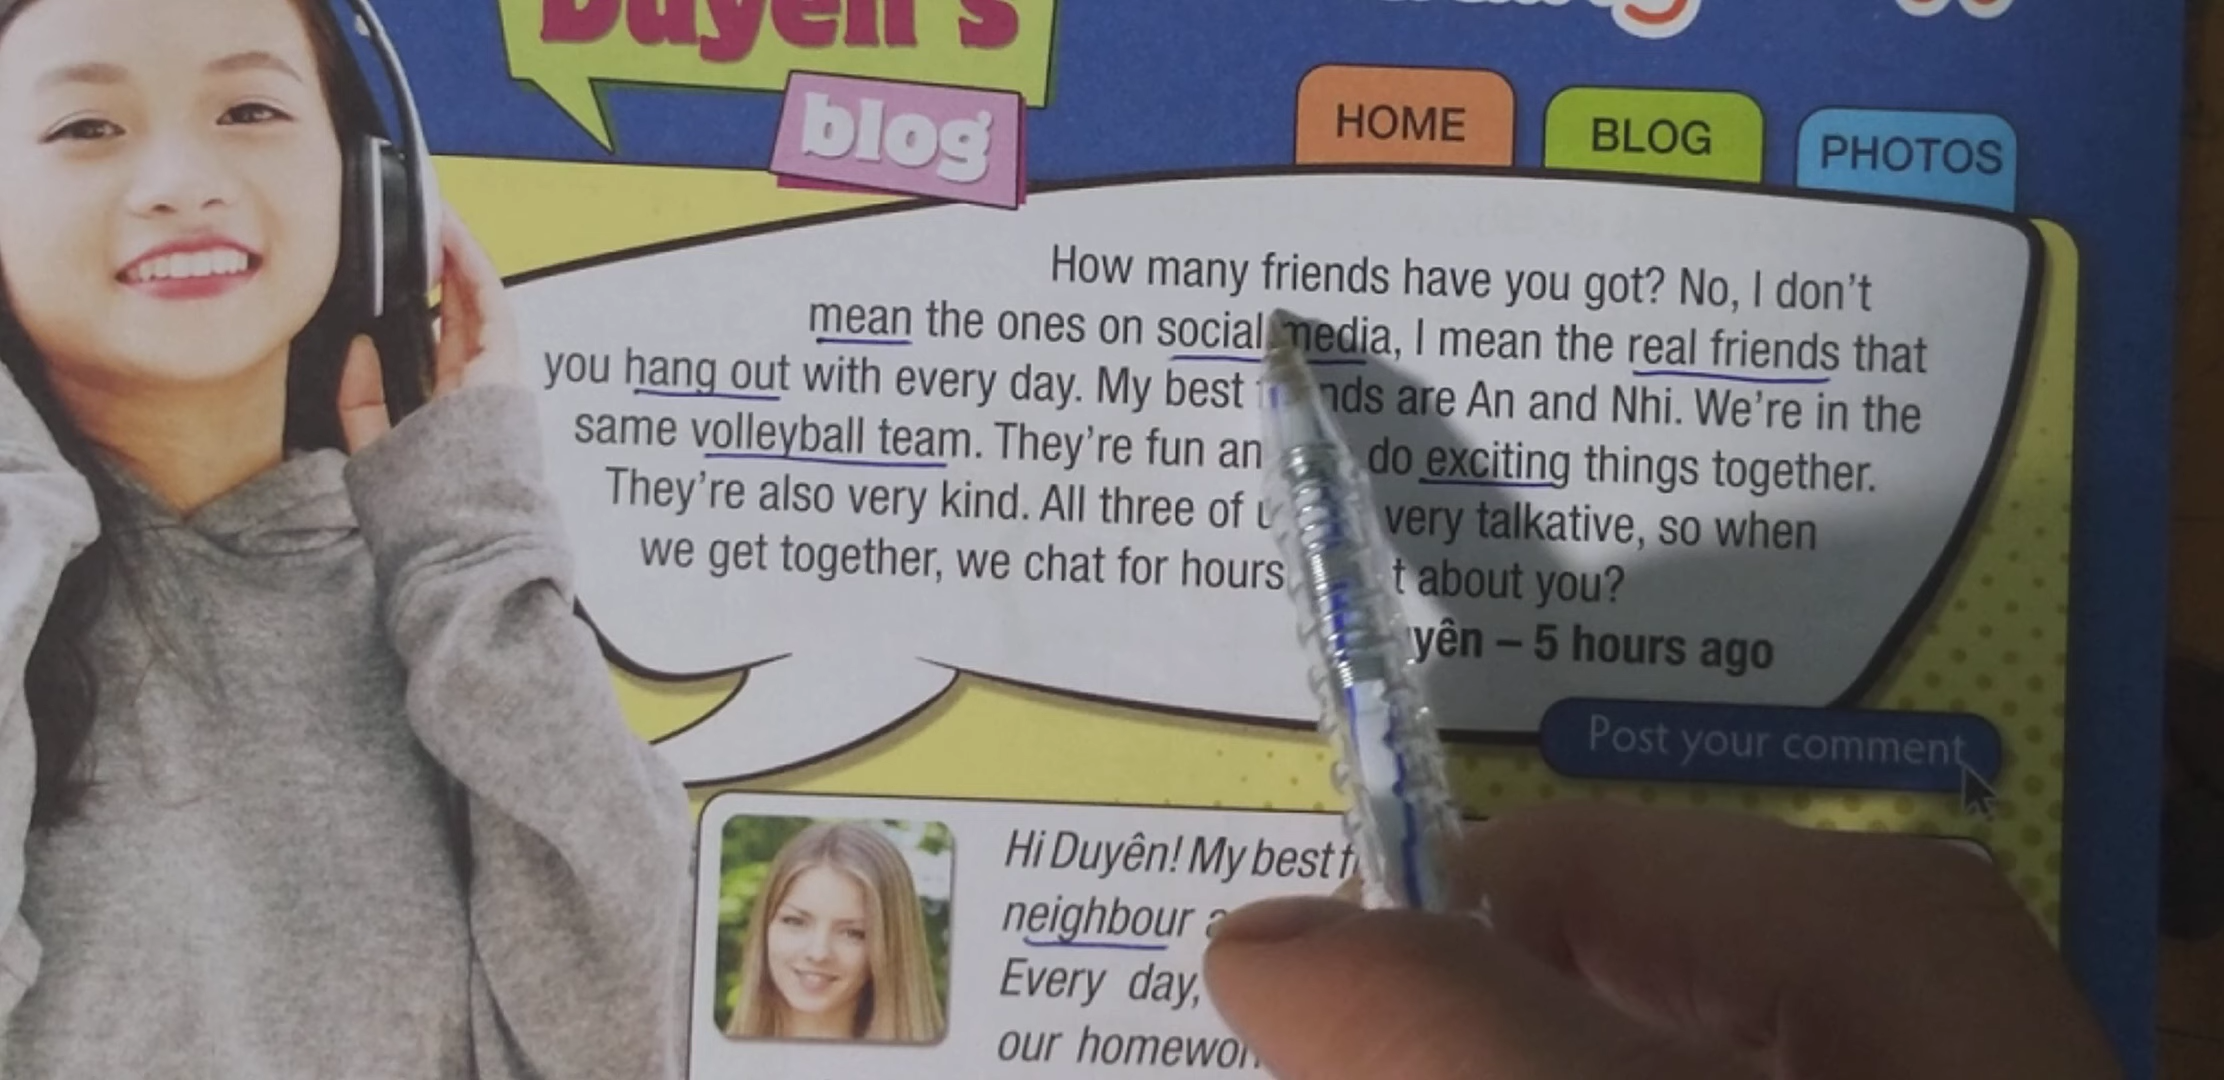 Duyên's
blog
HOME
BLOG
PHOTOS
How many friends have you got? No, I don't
mean the ones on social media, I mean the real friends that
you hang out with every day. My best are An and Nhi. We're in the
same volleyball team. They're fun do exciting things together.
They're also very kind. All three of very talkative, so when
we get together, we chat for hours about you?
– 5 hours ago
Post your comment
Hi Duyên! My best
neighbour
Every day,
our